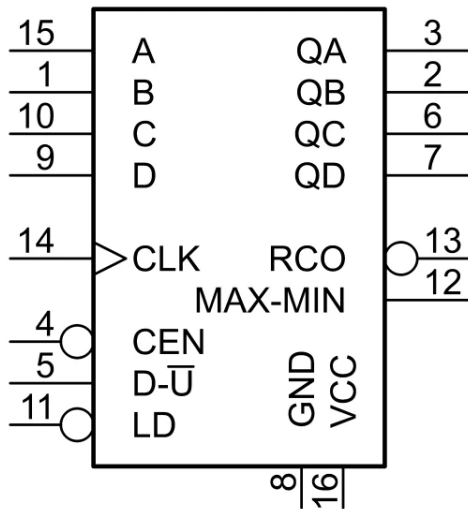 15 A QA 3
1 B QB 2
10 C QC 6
9 D QD 7
14 CLK RCO 13
MAX-MIN 12
4 CEN
5 D-U̅
11 LD
GND VCC
8 16